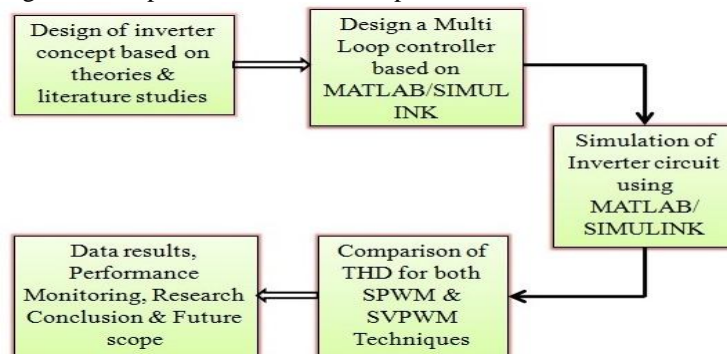 Design of inverter
concept based on
theories &
literature studies
Design a Multi
Loop controller
based on
MATLAB/SIMUL
INK
Simulation of
Inverter circuit
using
MATLAB/
SIMULINK
Comparison of
THD for both
SPWM &
SVPWM
Techniques
Data results,
Performance
Monitoring, Research
Conclusion & Future
scope